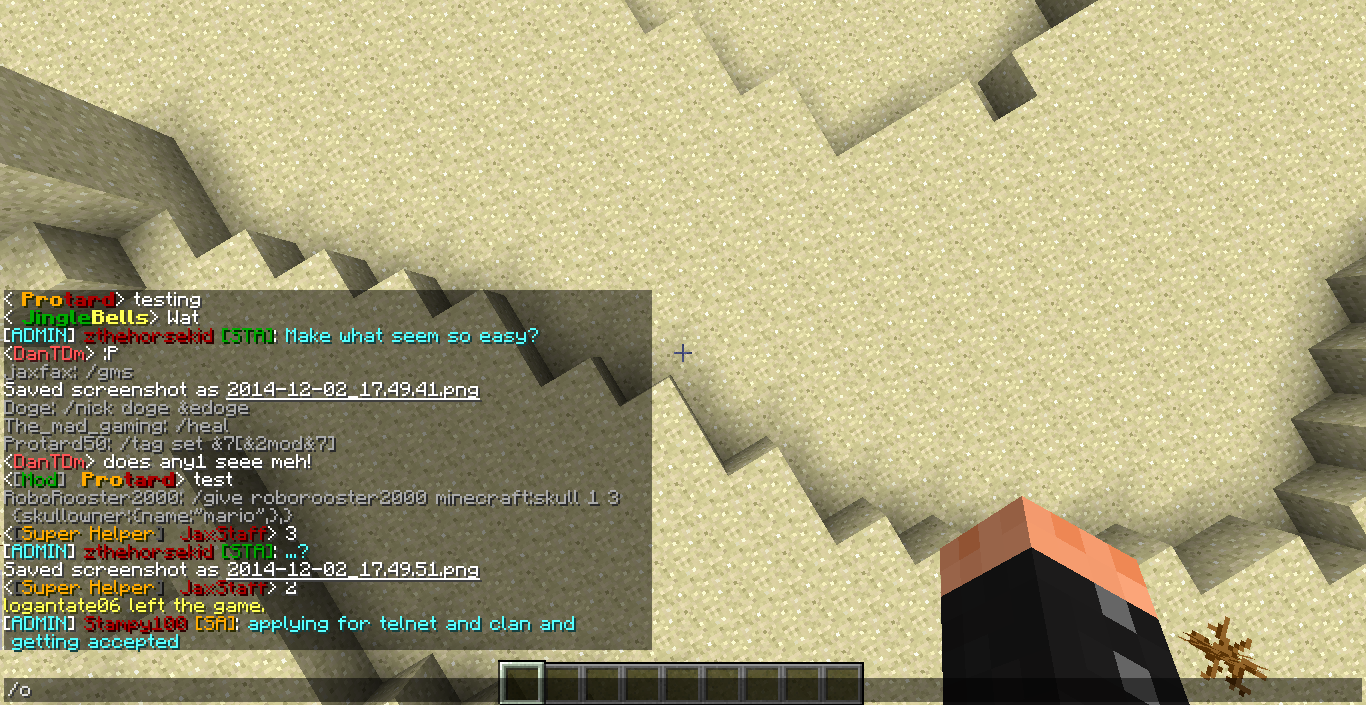 < Protard> testing
< JingleBells> Wat
[ADMIN] zthehorsekid [STA]: Make what seem so easy?
<DanTDm> :P
jaxfax: /gms
Saved screenshot as 2014-12-02_17.49.41.png
Doge: /nick doge &edoge
The_mad_gaming: /heal
Protard50: /tag set &7[&2mod&7]
<DanTDm> does any1 seee meh!
<[Mod] Protard> test
RoboRooster2000: /give roborooster2000 minecraft:skull 1 3
{skullowner:{name:"mario",},}
<[Super Helper] JaxStaff> 3
[ADMIN] zthehorsekid [STA]: ...?
Saved screenshot as 2014-12-02_17.49.51.png
<[Super Helper] JaxStaff> 2
logantate06 left the game.
[ADMIN] Stampy100 [SA]: applying for telnet and clan and
getting accepted
/o